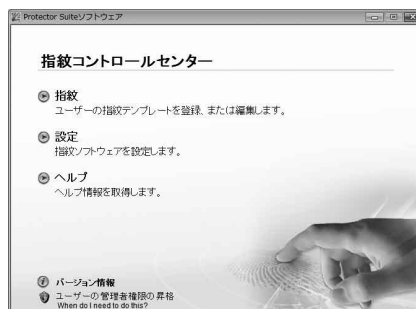 Protector Suiteソフトウェア
指紋コントロールセンター
指紋
ユーザーの指紋テンプレートを登録、または編集します。
設定
指紋ソフトウェアを設定します。
ヘルプ
ヘルプ情報を取得します。
バージョン情報
ユーザーの管理者権限の昇格
When do I need to do this?